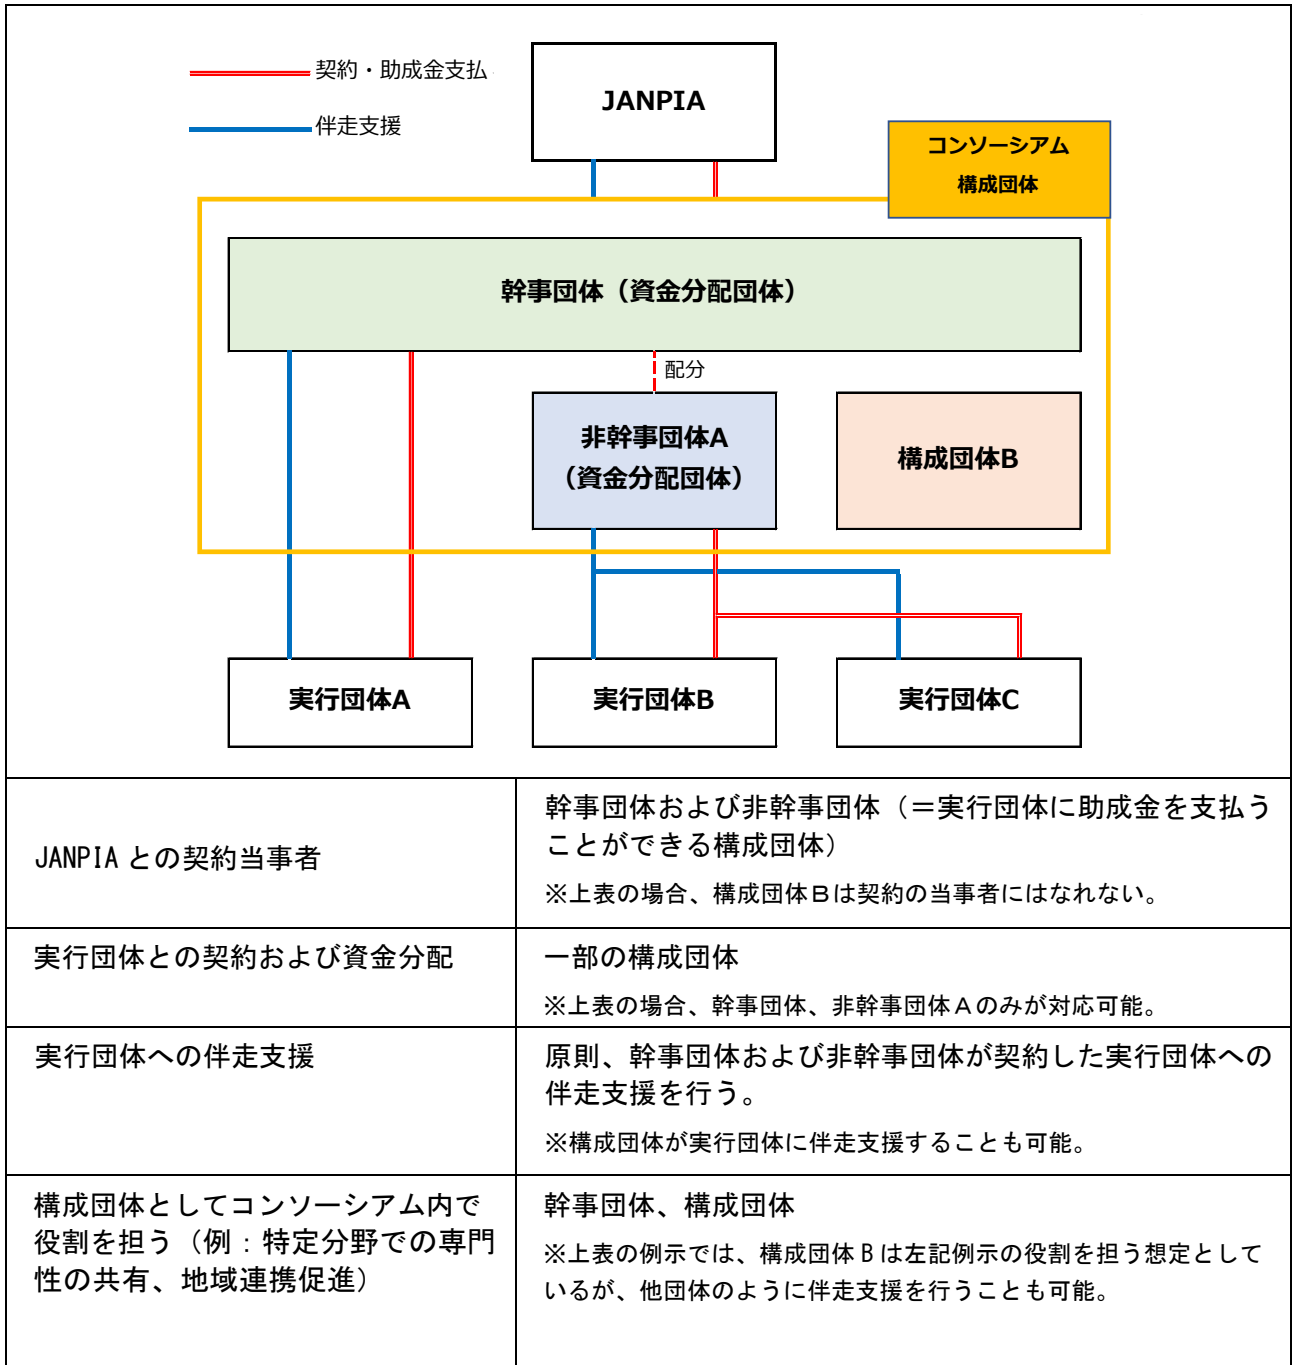 契約・助成金支払
伴走支援
JANPIA
コンソーシアム
構成団体
幹事団体（資金分配団体）
配分
非幹事団体A
（資金分配団体）
構成団体B
実行団体A
実行団体B
実行団体C
JANPIA との契約当事者
幹事団体および非幹事団体（＝実行団体に助成金を支払う
ことができる構成団体）
※上表の場合、構成団体Ｂは契約の当事者にはなれない。
実行団体との契約および資金分配
一部の構成団体
※上表の場合、幹事団体、非幹事団体Ａのみが対応可能。
実行団体への伴走支援
原則、幹事団体および非幹事団体が契約した実行団体への
伴走支援を行う。
※構成団体が実行団体に伴走支援することも可能。
構成団体としてコンソーシアム内で
役割を担う（例：特定分野での専門
性の共有、地域連携促進）
幹事団体、構成団体
※上表の例示では、構成団体 B は左記例示の役割を担う想定として
いるが、他団体のように伴走支援を行うことも可能。